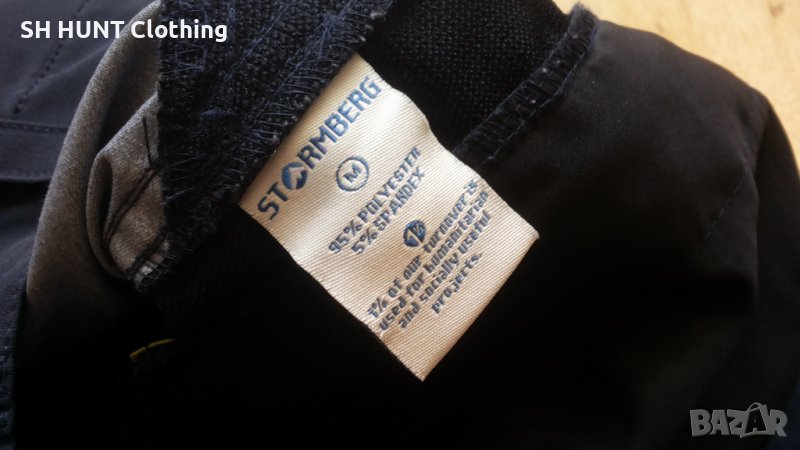 SH HUNT Clothing
STORMBERG
M
95% POLYESTER
5% SPANDEX
1%
1% of our turnover is
used for humanitarian
and socially useful
projects.
BAZAR